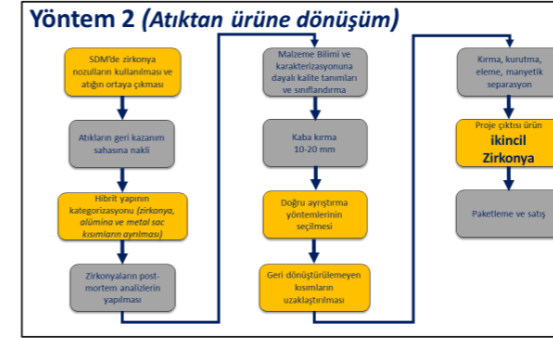 Yöntem 2 (Atıktan ürüne dönüşüm)
SDM'de zirkonya
nozulların kullanılması ve
atığın ortaya çıkması
Atıkların geri kazanım
sahasına nakli
Hibrit yapının
kategorizasyonu (zirkonya,
alümina ve metal sac
kısımların ayrılması)
Zirkonyaların post-
mortem analizlerin
yapılması
Malzeme Bilimi ve
karakterizasyonuna
dayalı kalite tanımları
ve sınıflandırma
Kaba kırma
10-20 mm
Doğru ayrıştırma
yöntemlerinin
seçilmesi
Geri dönüştürülemeyen
kısımların
uzaklaştırılması
Kırma, kurutma,
eleme, manyetik
separasyon
Proje çıktısı ürün
ikincil
Zirkonya
Paketleme ve satış